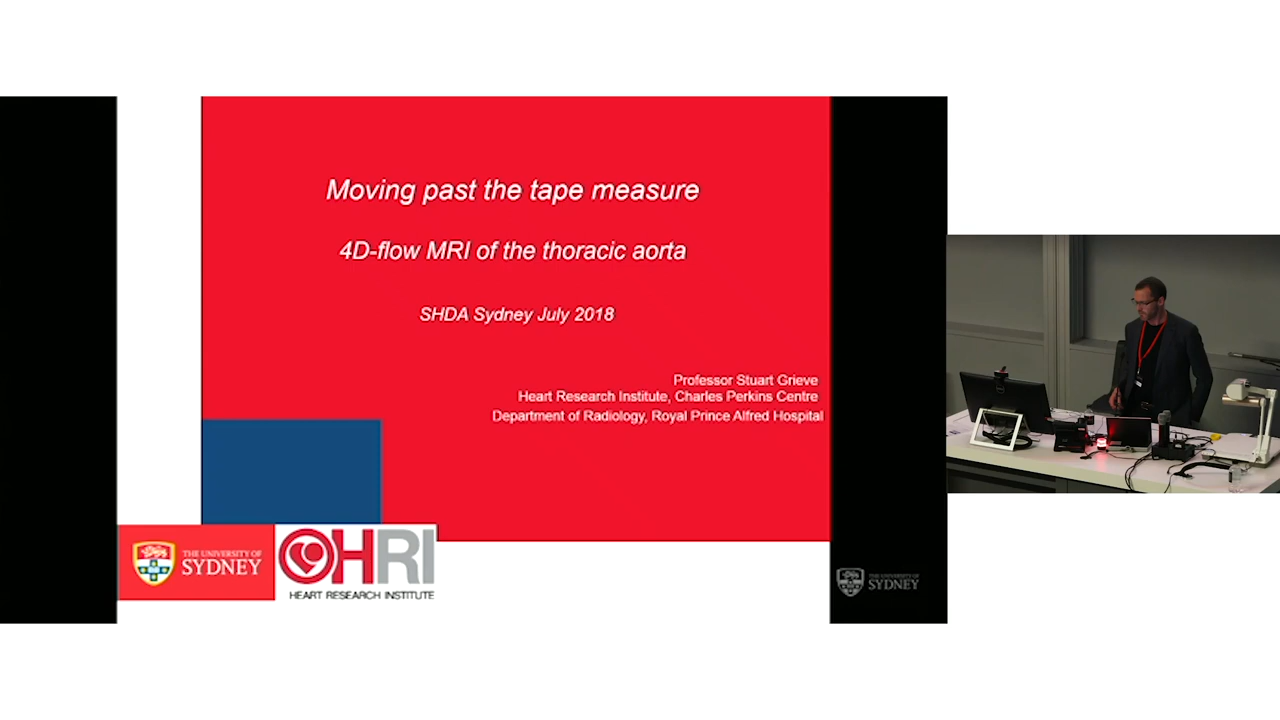 Moving past the tape measure
4D-flow MRI of the thoracic aorta
SHDA Sydney July 2018
Professor Stuart Grieve
Heart Research Institute, Charles Perkins Centre
Department of Radiology, Royal Prince Alfred Hospital
THE UNIVERSITY OF
SYDNEY
HRI
HEART RESEARCH INSTITUTE
THE UNIVERSITY OF
SYDNEY